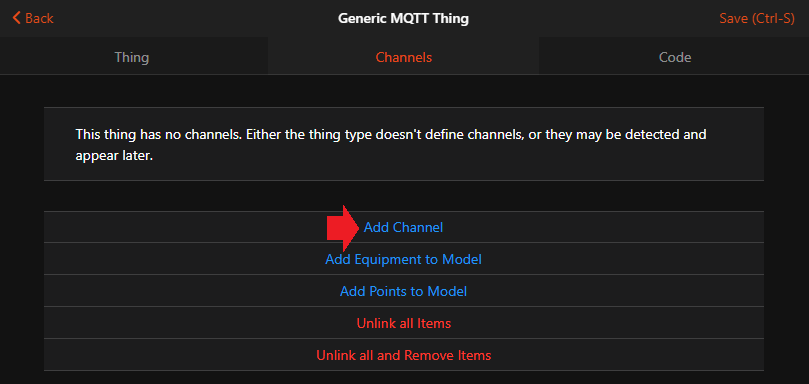 Back
Generic MQTT Thing
Save (Ctrl-S)
Thing
Channels
Code
This thing has no channels. Either the thing type doesn't define channels, or they may be detected and
appear later.
Add Channel
Add Equipment to Model
Add Points to Model
Unlink all Items
Unlink all and Remove Items